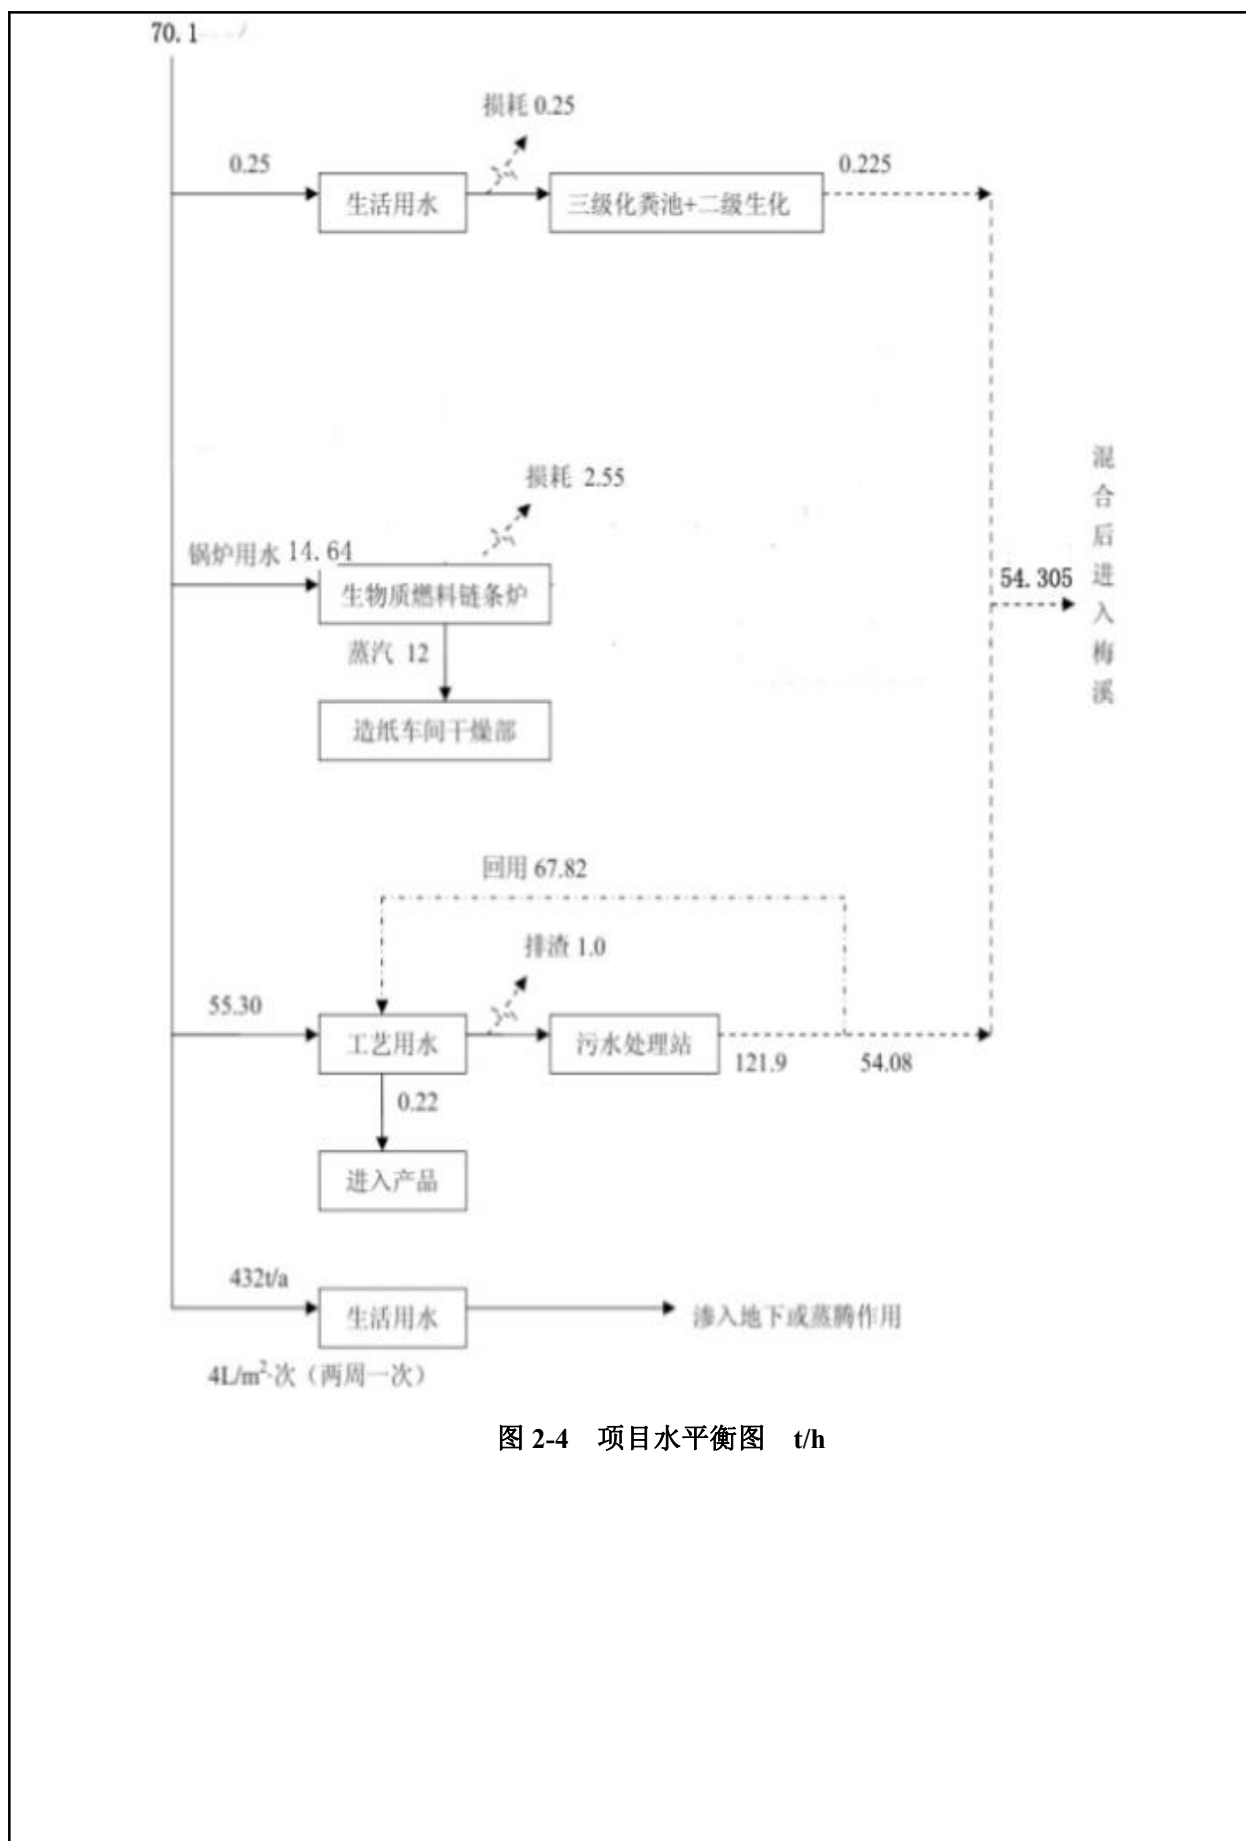 70.1
损耗 0.25
0.25
0.225
生活用水
三级化粪池+二级生化
损耗 2.55
锅炉用水 14.64
生物质燃料链条炉
蒸汽 12
造纸车间干燥部
54.305
混合后进入梅溪
回用 67.82
排渣 1.0
55.30
工艺用水
污水处理站
121.9
54.08
0.22
进入产品
432t/a
生活用水
渗入地下或蒸腾作用
4L/m²·次（两周一次）
图 2-4 项目水平衡图 t/h